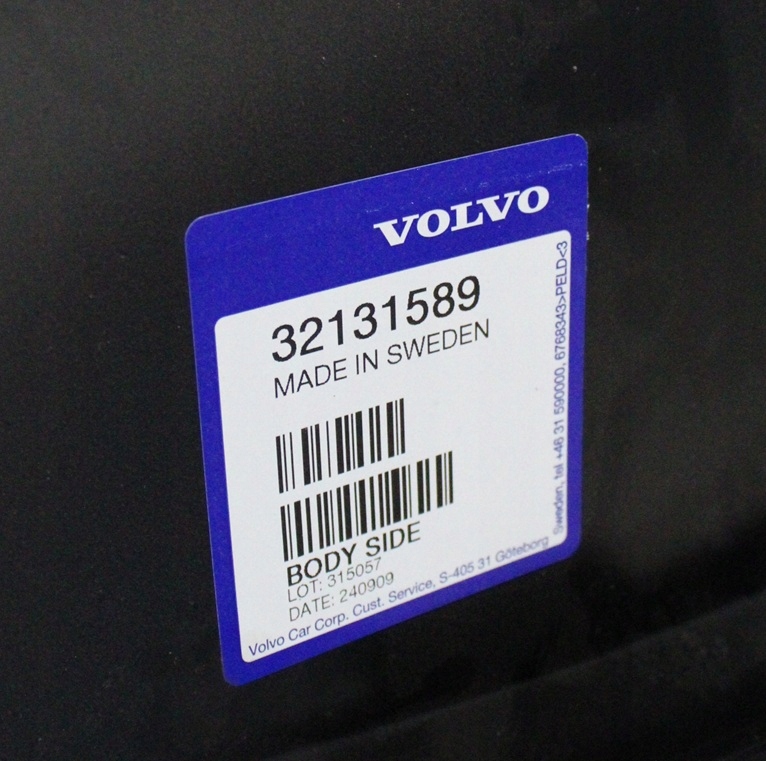 VOLVO
32131589
MADE IN SWEDEN
BODY SIDE
LOT: 315057
DATE: 240909
Volvo Car Corp. Cust. Service, S-405 31 Göteborg
Sweden, tel +46 31 590000, 6768343>PELD<3